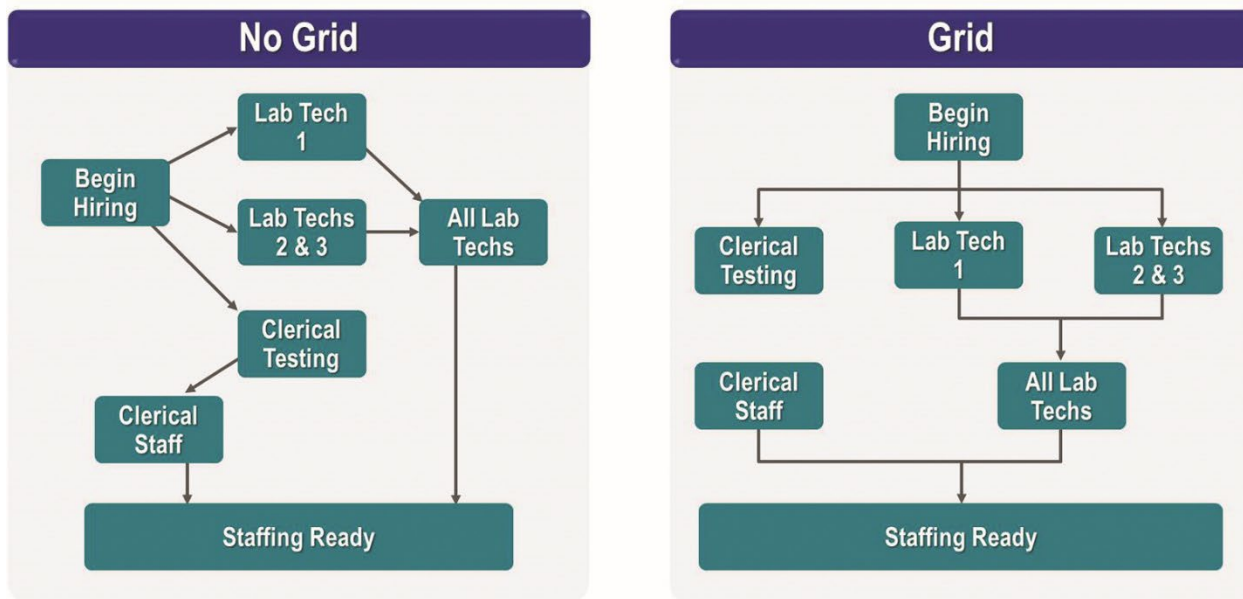 No Grid
Lab Tech
1
Begin
Hiring
Lab Techs
2 & 3
All Lab
Techs
Clerical
Testing
Clerical
Staff
Staffing Ready
Grid
Begin
Hiring
Clerical
Testing
Lab Tech
1
Lab Techs
2 & 3
Clerical
Staff
All Lab
Techs
Staffing Ready